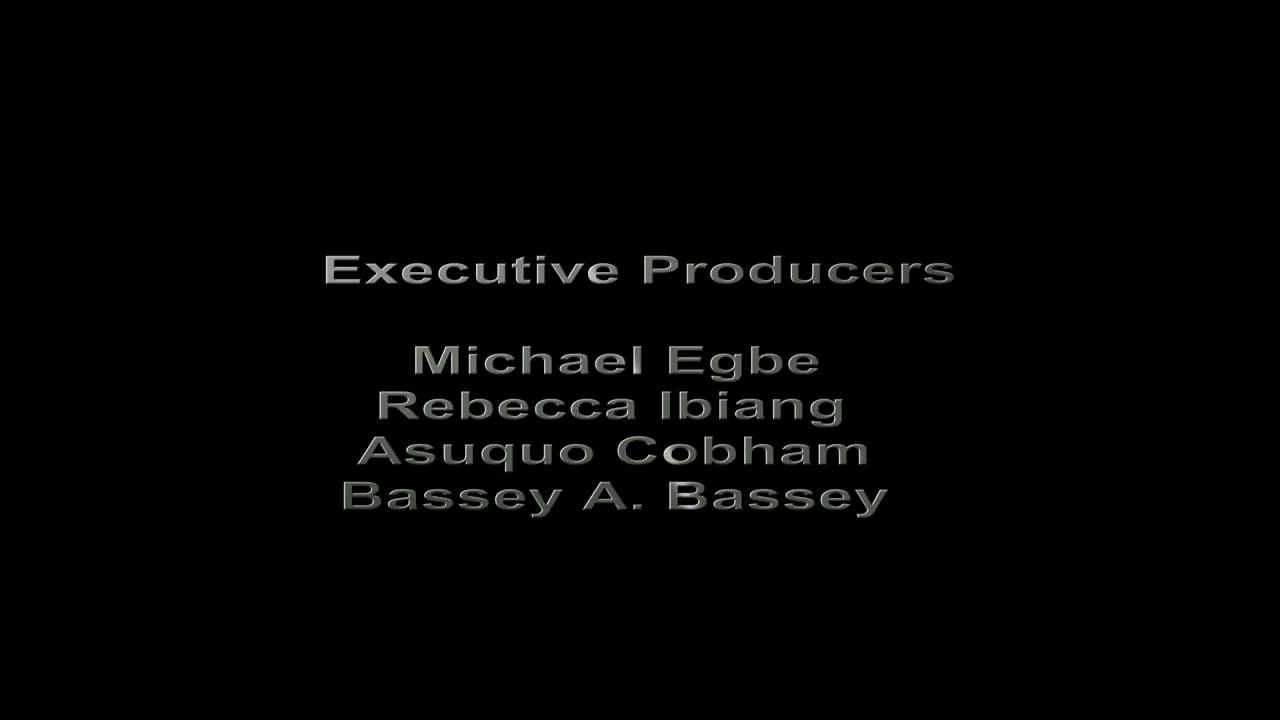 Executive Producers
Michael Egbe
Rebecca Ibiang
Asuquo Cobham
Bassey A. Bassey